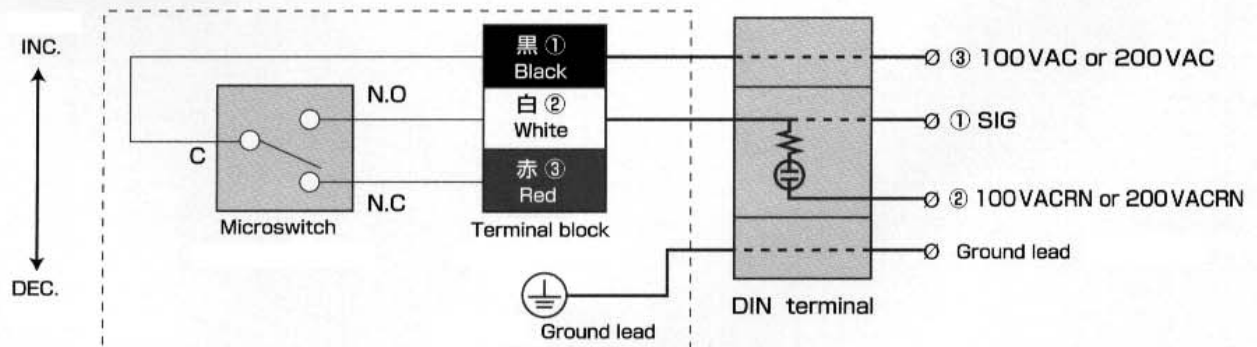 INC.
DEC.
C
N.O
N.C
Microswitch
黒 ①
Black
白 ②
White
赤 ③
Red
Terminal block
Ground lead
DIN terminal
③ 100VAC or 200VAC
① SIG
② 100VACRN or 200VACRN
Ground lead